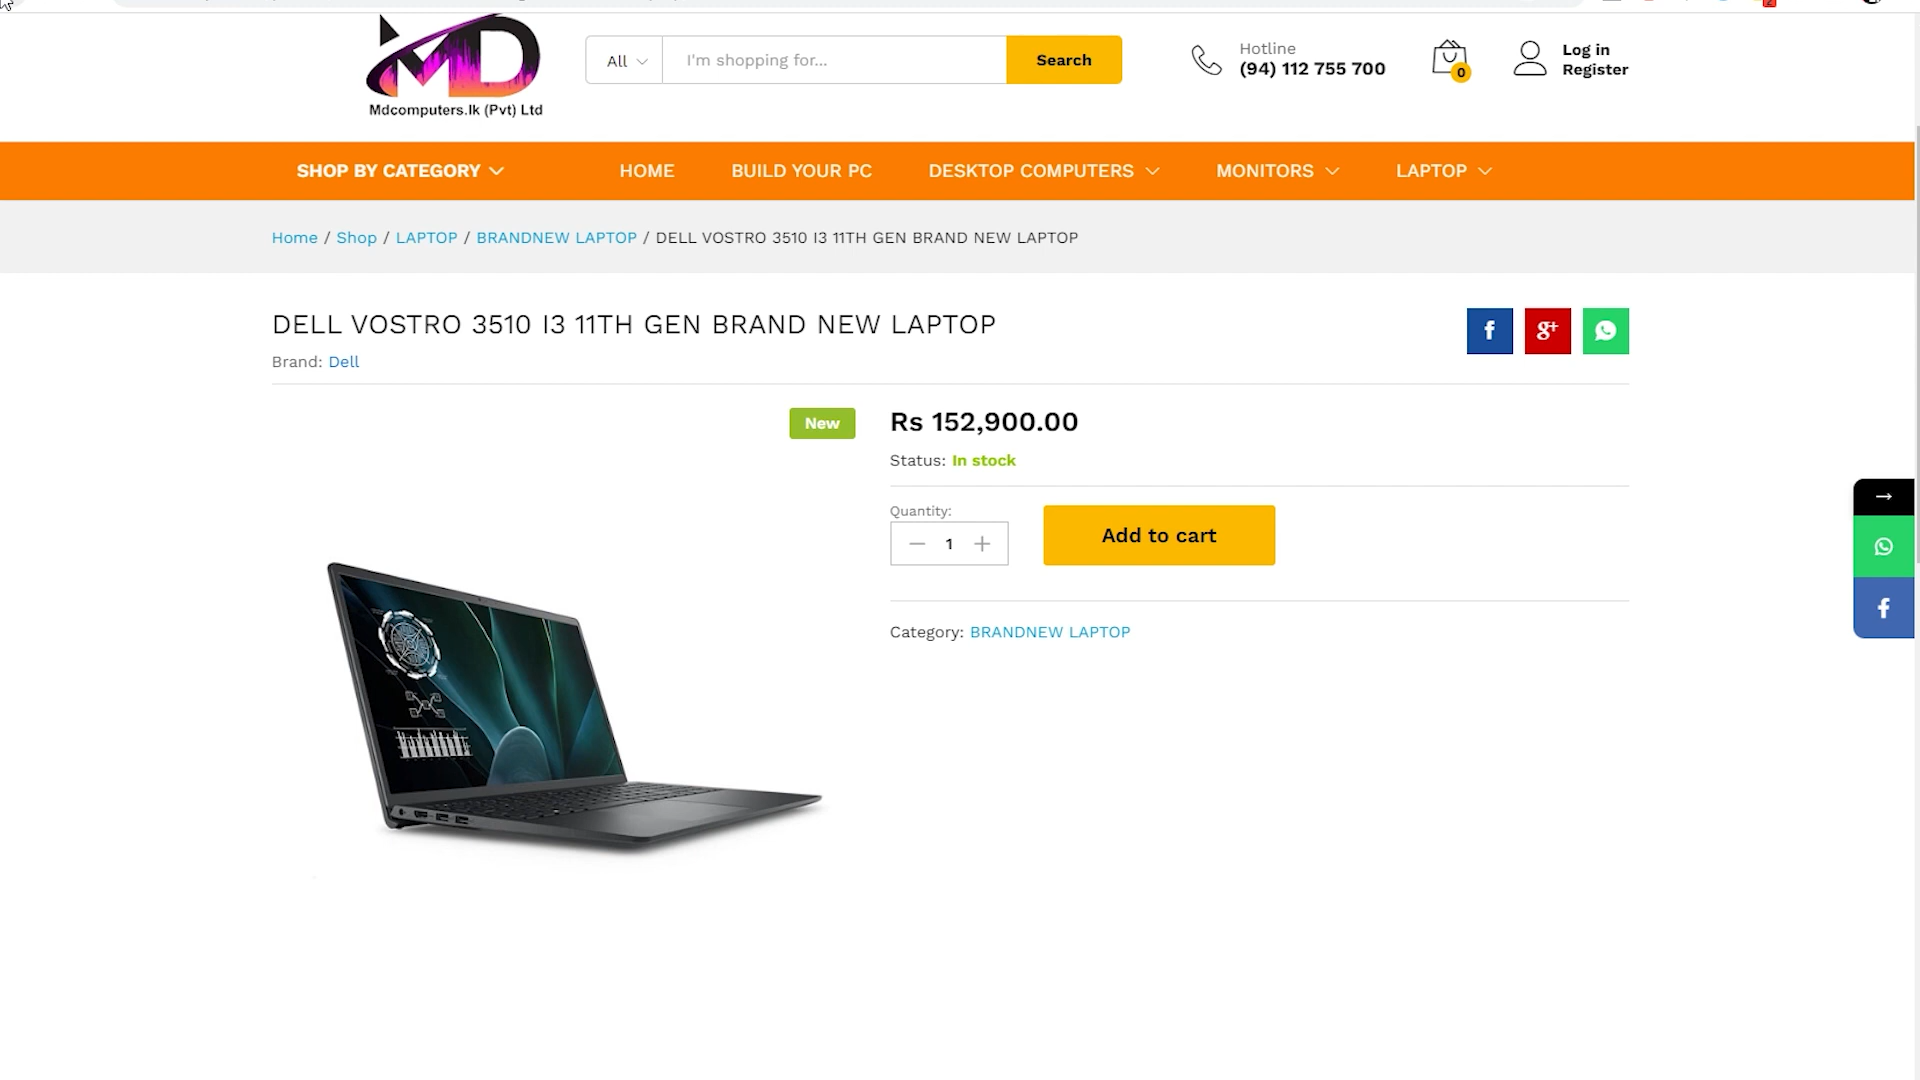 MD
Mdcomputers.lk (Pvt) Ltd
All
I'm shopping for...
Search
Hotline
(94) 112 755 700
0
Log in
Register
SHOP BY CATEGORY
HOME
BUILD YOUR PC
DESKTOP COMPUTERS
MONITORS
LAPTOP
Home / Shop / LAPTOP / BRANDNEW LAPTOP / DELL VOSTRO 3510 I3 11TH GEN BRAND NEW LAPTOP
DELL VOSTRO 3510 I3 11TH GEN BRAND NEW LAPTOP
Brand: Dell
New
Rs 152,900.00
Status: In stock
Quantity:
1
Add to cart
Category: BRANDNEW LAPTOP